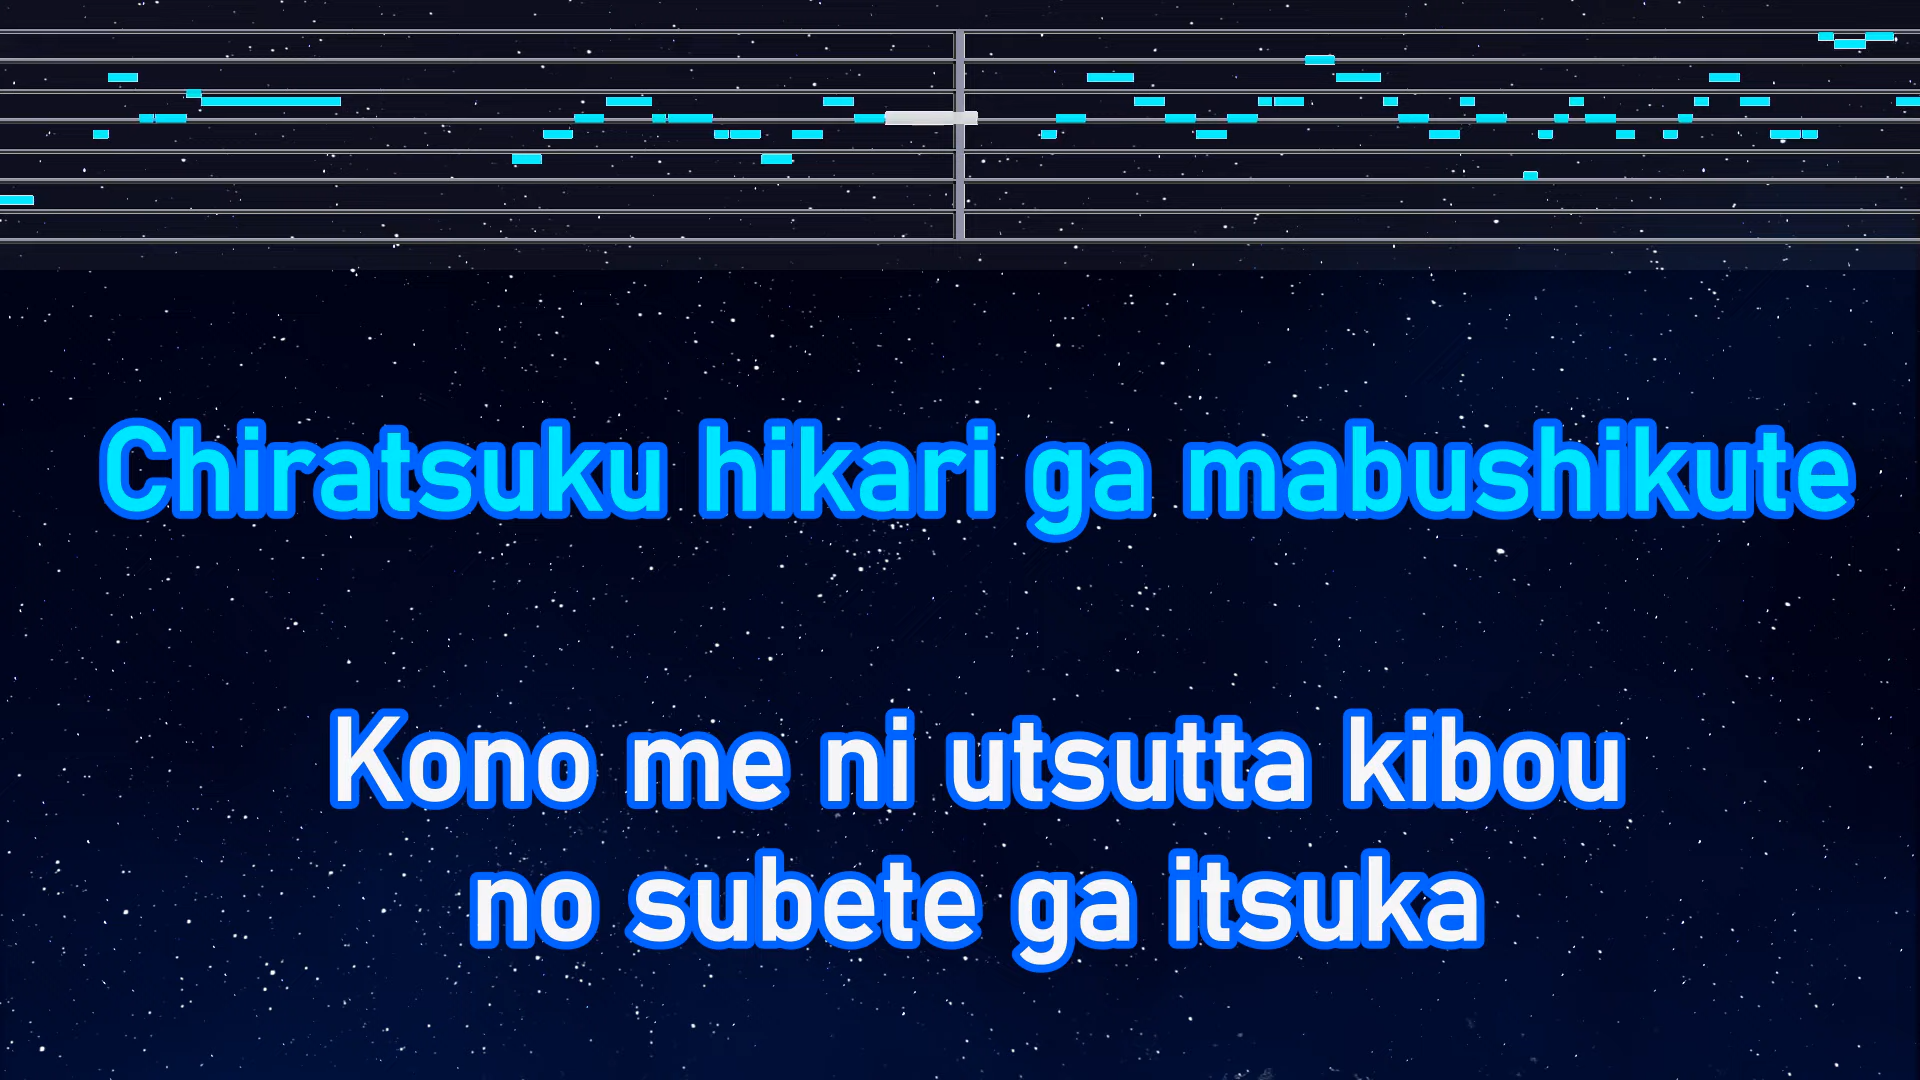 Chiratsuku hikari ga mabushikute
Kono me ni utsutta kibou
no subete ga itsuka